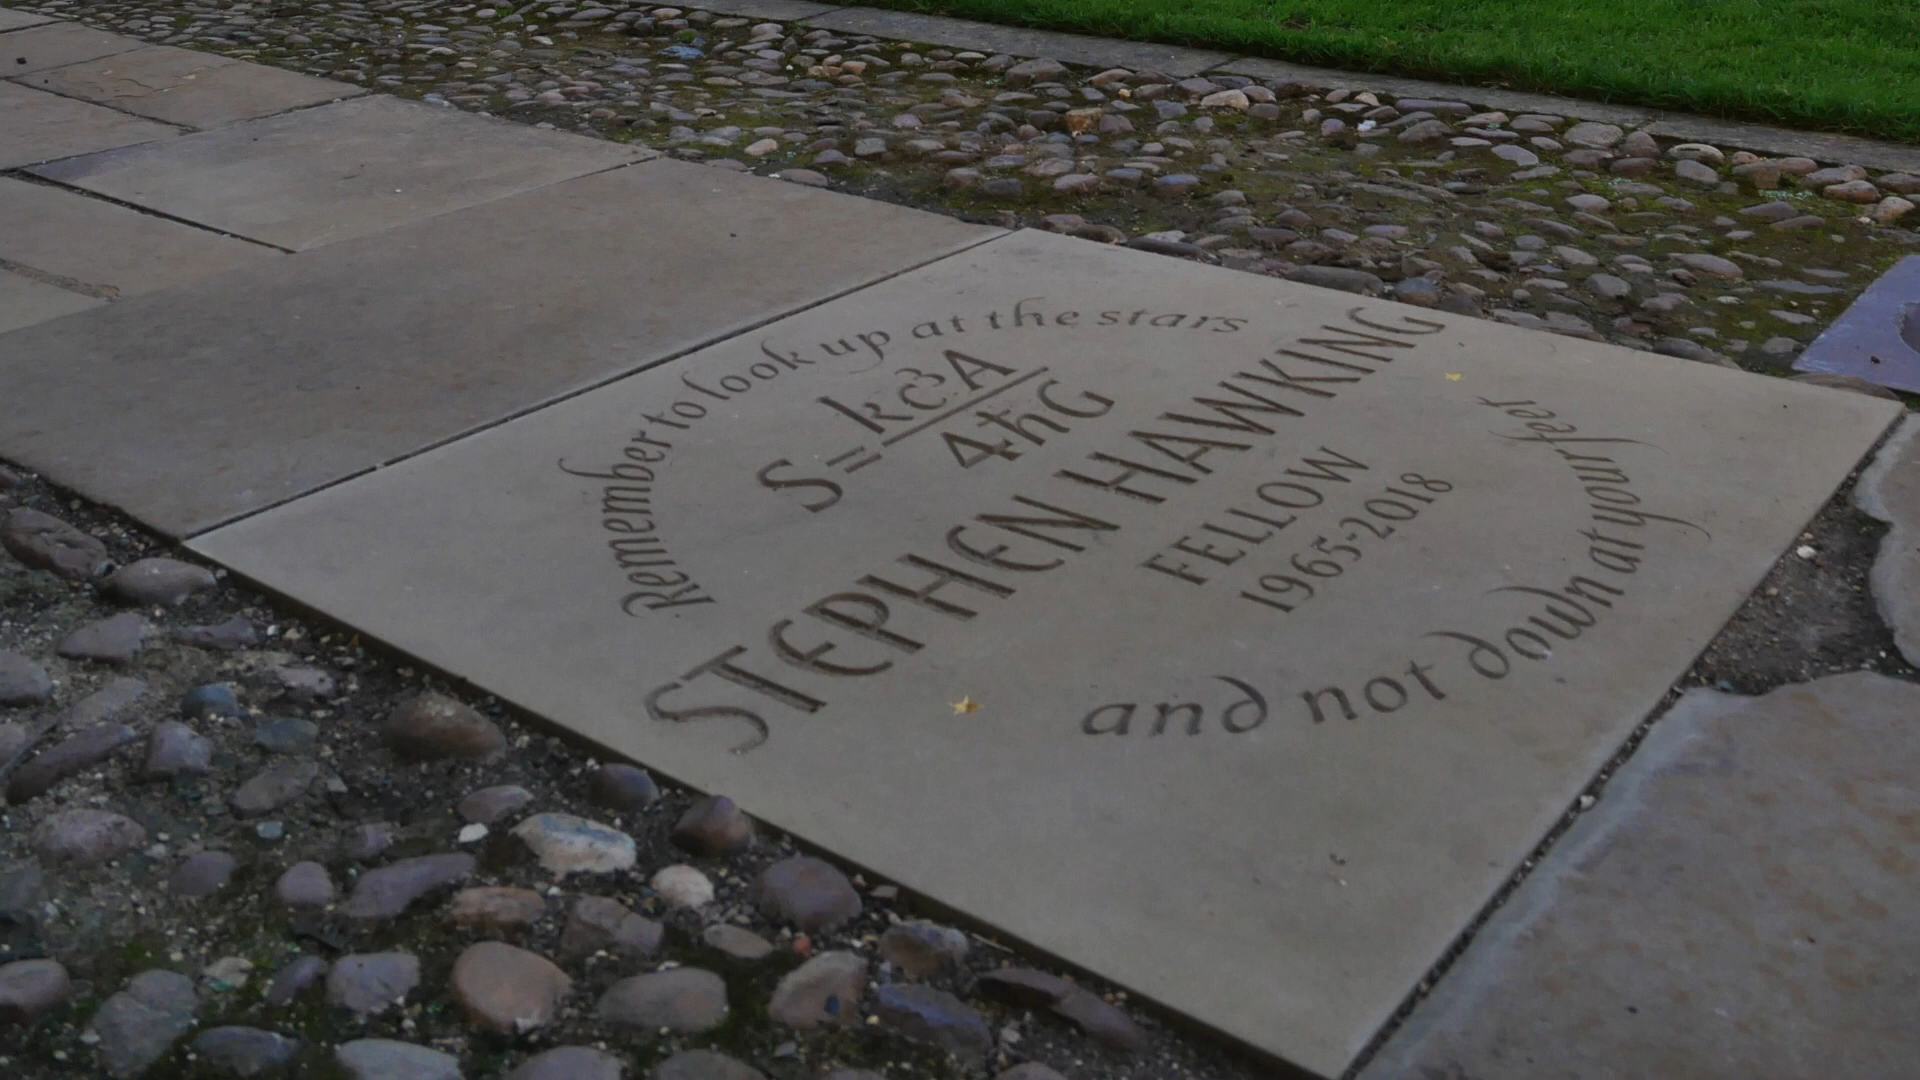 Remember to look up at the stars
S = kc³A / 4ħG
STEPHEN HAWKING
FELLOW
1965-2018
and not down at your feet